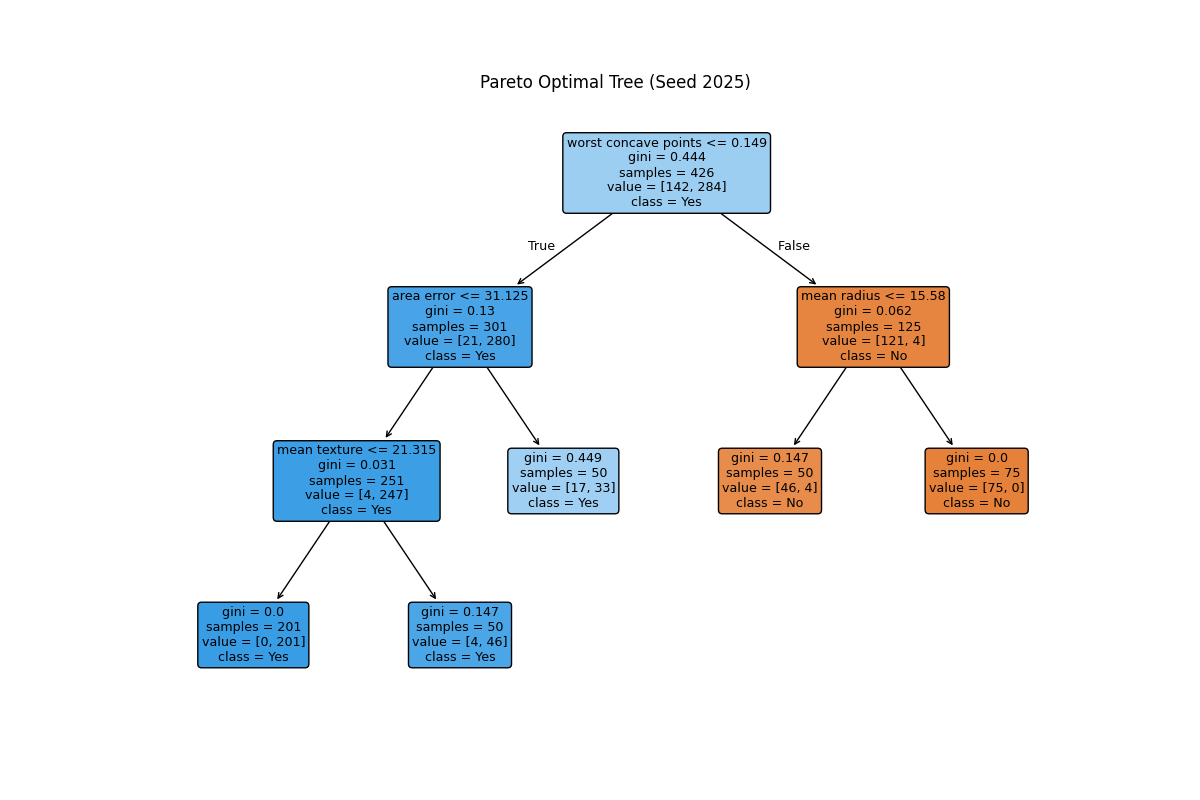 Pareto Optimal Tree (Seed 2025)
worst concave points <= 0.149
gini = 0.444
samples = 426
value = [142, 284]
class = Yes
True
False
area error <= 31.125
gini = 0.13
samples = 301
value = [21, 280]
class = Yes
mean radius <= 15.58
gini = 0.062
samples = 125
value = [121, 4]
class = No
mean texture <= 21.315
gini = 0.031
samples = 251
value = [4, 247]
class = Yes
gini = 0.449
samples = 50
value = [17, 33]
class = Yes
gini = 0.147
samples = 50
value = [46, 4]
class = No
gini = 0.0
samples = 75
value = [75, 0]
class = No
gini = 0.0
samples = 201
value = [0, 201]
class = Yes
gini = 0.147
samples = 50
value = [4, 46]
class = Yes